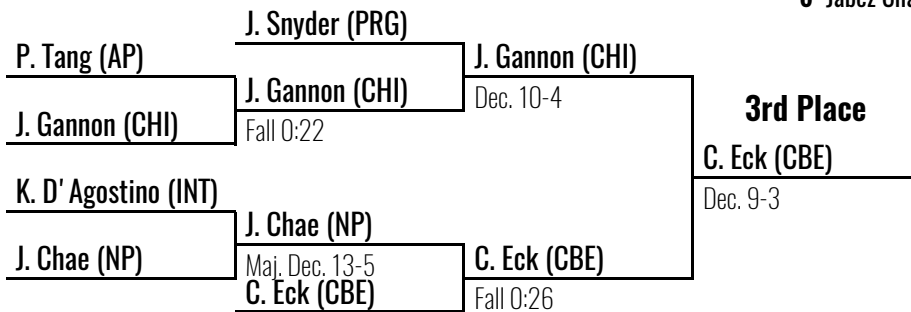 J. Snyder (PRG)
P. Tang (AP)
J. Gannon (CHI)
J. Gannon (CHI)
Dec. 10-4
3rd Place
J. Gannon (CHI)
Fall 0:22
C. Eck (CBE)
K. D'Agostino (INT)
Dec. 9-3
J. Chae (NP)
J. Chae (NP)
C. Eck (CBE)
Maj. Dec. 13-5
C. Eck (CBE)
Fall 0:26